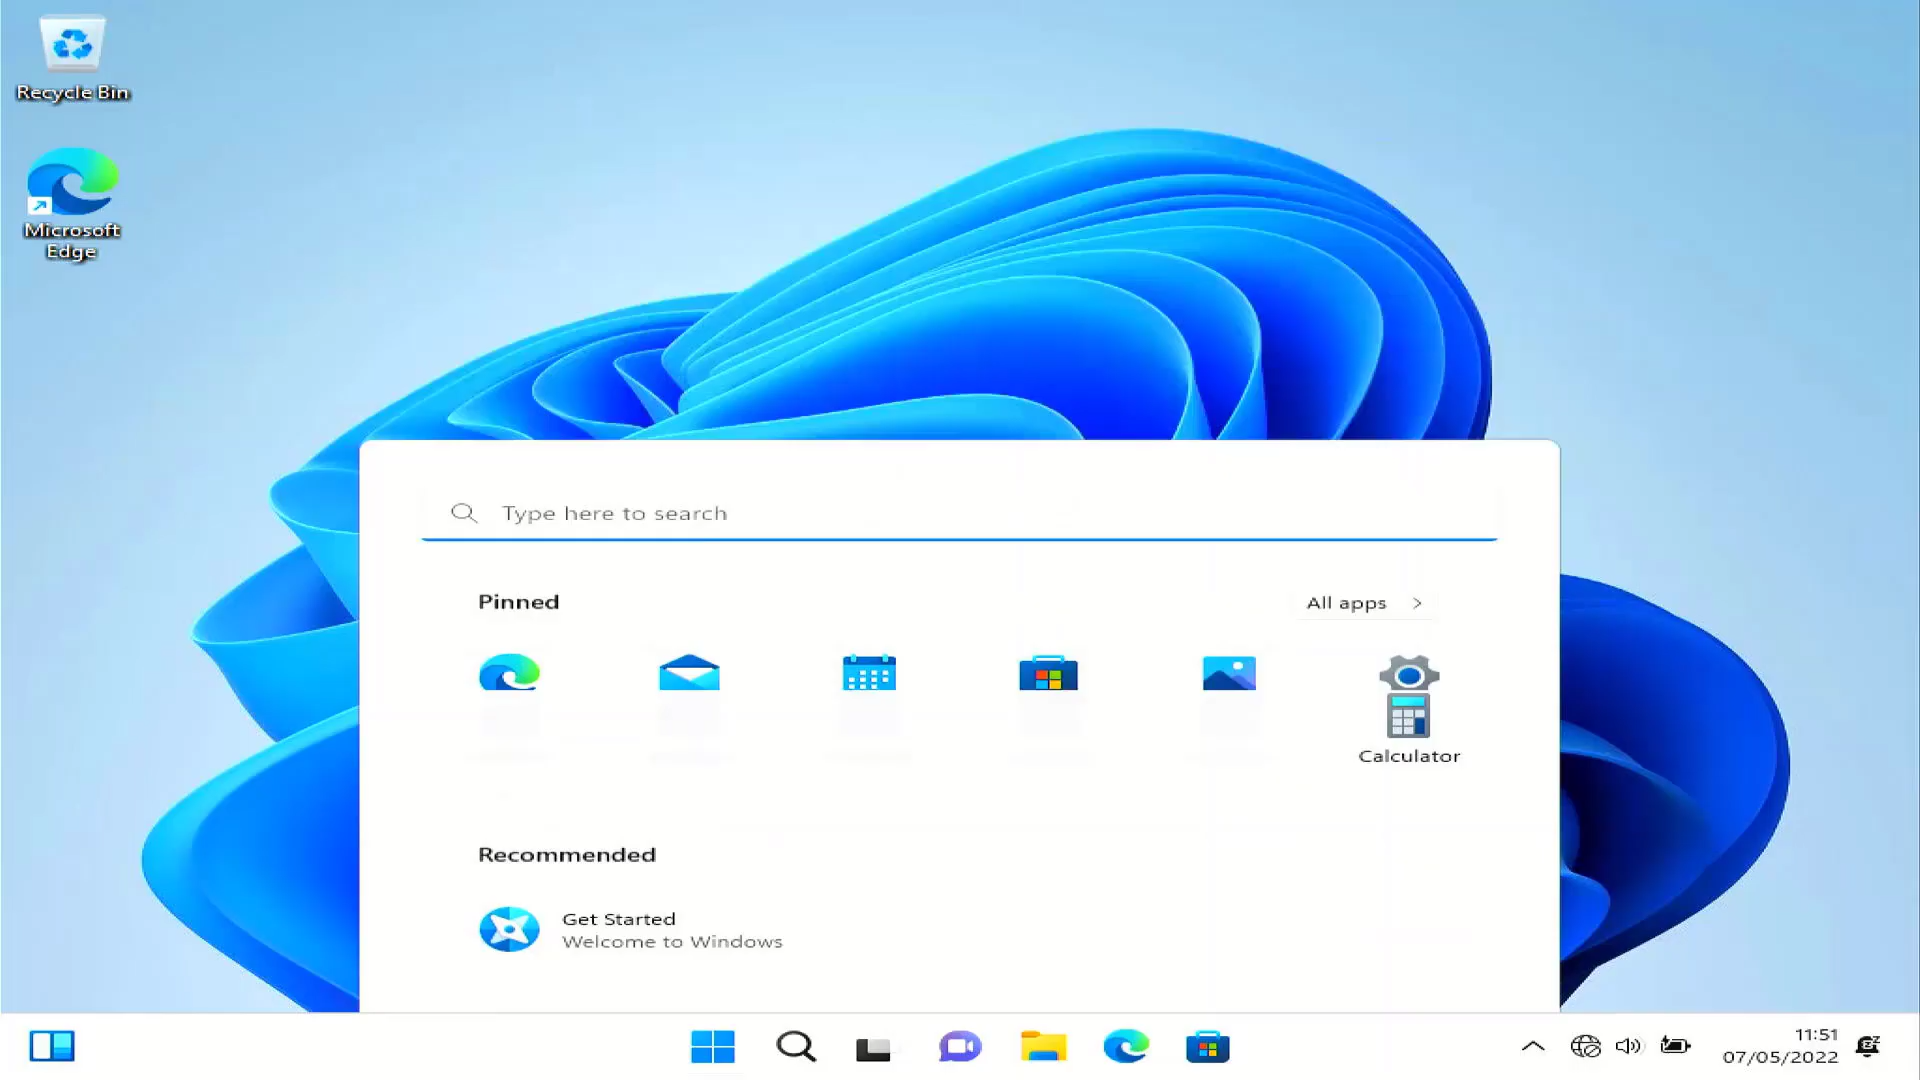 Recycle Bin
Microsoft
Edge
Type here to search
Pinned
All apps
Calculator
Recommended
Get Started
Welcome to Windows
11:51
07/05/2022